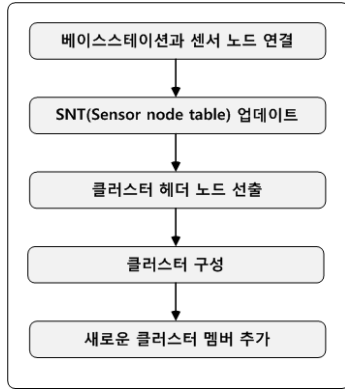 베이스스테이션과 센서 노드 연결
SNT(Sensor node table) 업데이트
클러스터 헤더 노드 선출
클러스터 구성
새로운 클러스터 멤버 추가